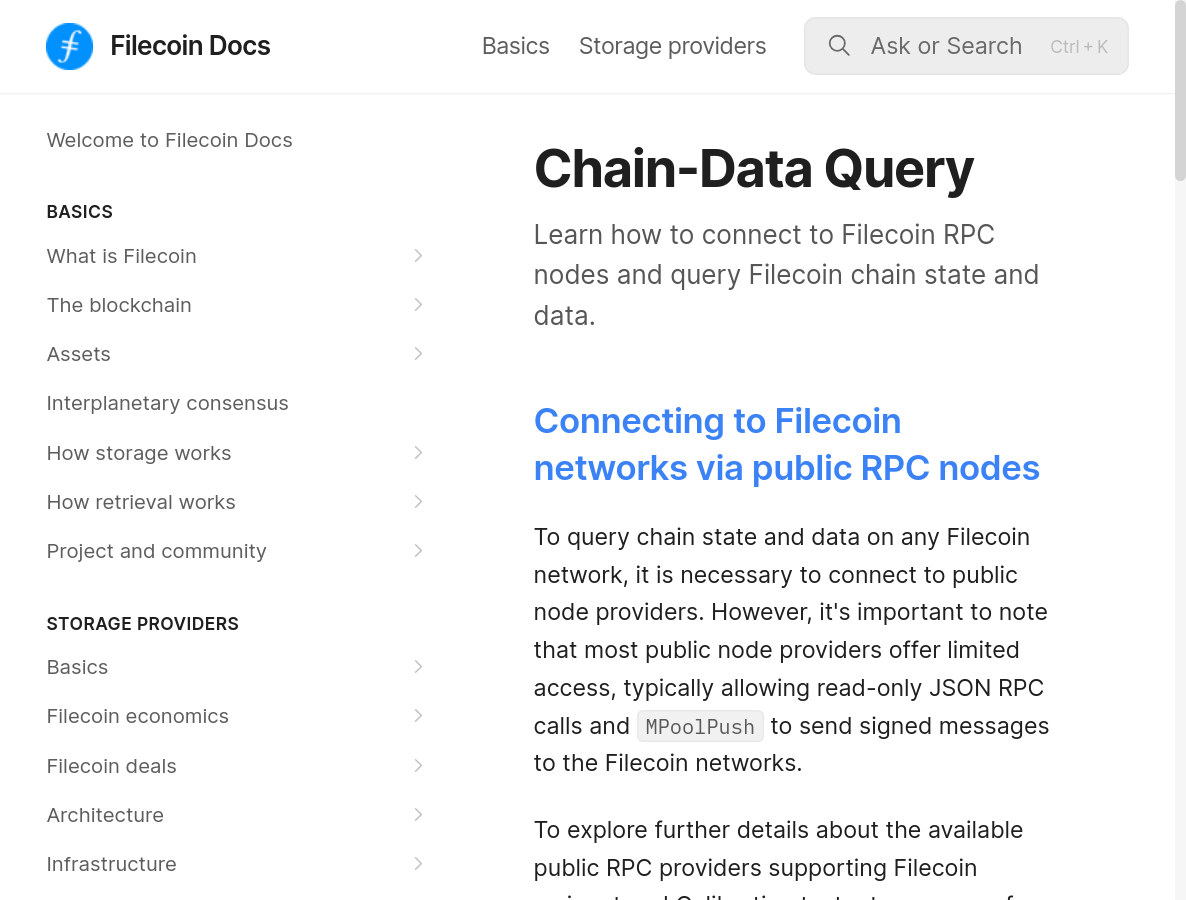 Filecoin Docs
Basics
Storage providers
Ask or Search
Ctrl + K
Welcome to Filecoin Docs
BASICS
What is Filecoin
The blockchain
Assets
Interplanetary consensus
How storage works
How retrieval works
Project and community
STORAGE PROVIDERS
Basics
Filecoin economics
Filecoin deals
Architecture
Infrastructure
Chain-Data Query
Learn how to connect to Filecoin RPC
nodes and query Filecoin chain state and
data.
Connecting to Filecoin
networks via public RPC nodes
To query chain state and data on any Filecoin
network, it is necessary to connect to public
node providers. However, it's important to note
that most public node providers offer limited
access, typically allowing read-only JSON RPC
calls and MPoolPush to send signed messages
to the Filecoin networks.
To explore further details about the available
public RPC providers supporting Filecoin